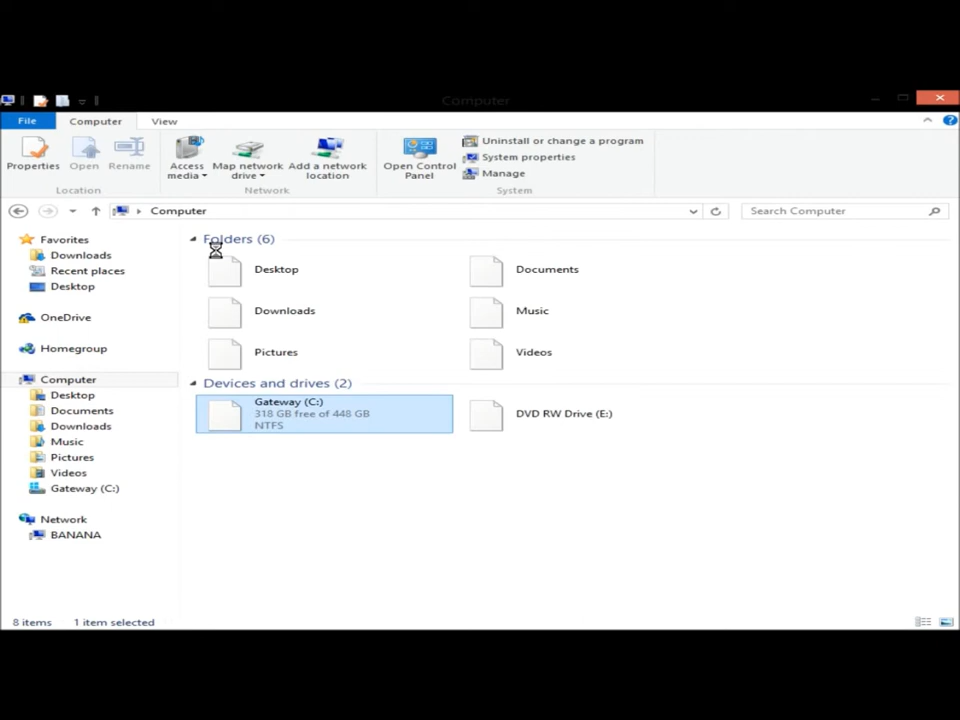 Computer
File Computer View
Properties Open Rename Access media Map network drive Add a network location Open Control Panel Uninstall or change a program
System properties
Manage
Location Network System
Computer Search Computer
Favorites
Downloads
Recent places
Desktop
OneDrive
Homegroup
Computer
Desktop
Documents
Downloads
Music
Pictures
Videos
Gateway (C:)
Network
BANANA
Folders (6)
Desktop Documents
Downloads Music
Pictures Videos
Devices and drives (2)
Gateway (C:)
318 GB free of 448 GB
NTFS
DVD RW Drive (E:)
8 items 1 item selected